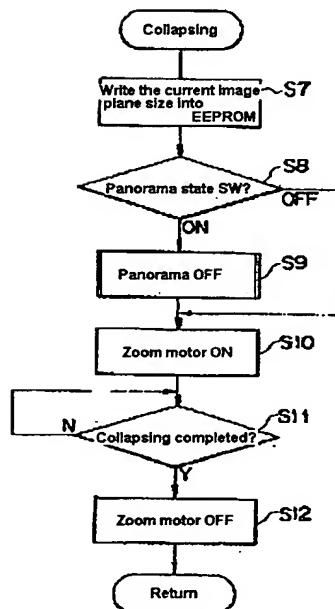 Collapsing
Write the current image S7
plane size into
EEPROM
S8
Panorama state SW?
OFF
ON
Panorama OFF S9
Zoom motor ON S10
S11
N Collapsing completed?
Y
Zoom motor OFF S12
Return